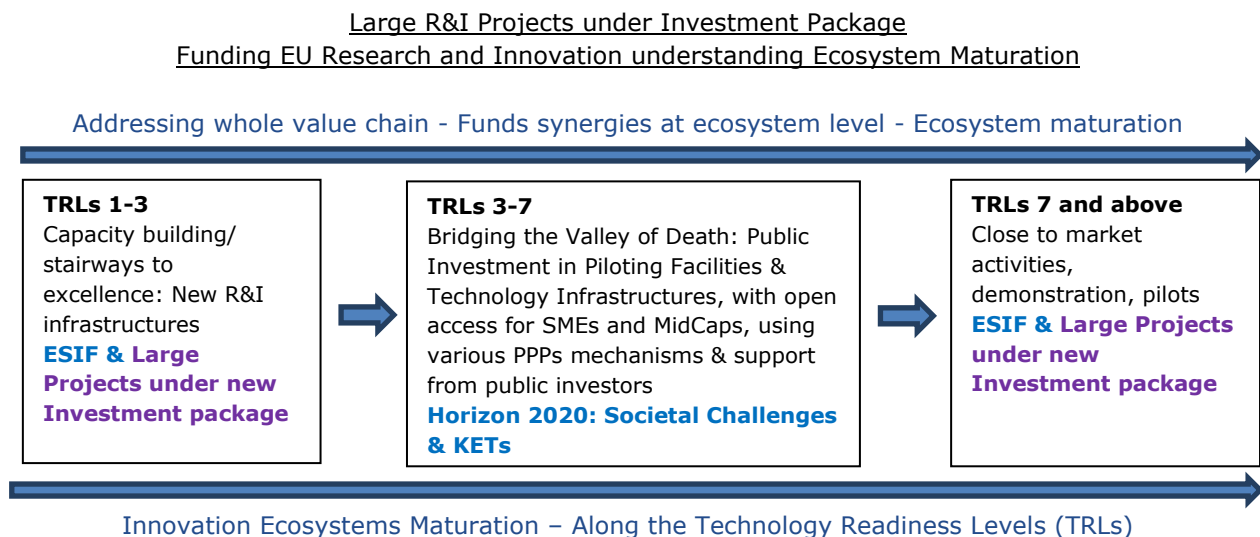 Large R&I Projects under Investment Package
Funding EU Research and Innovation understanding Ecosystem Maturation
Addressing whole value chain - Funds synergies at ecosystem level - Ecosystem maturation
TRLs 1-3
Capacity building/
stairways to
excellence: New R&I
infrastructures
ESIF & Large
Projects under new
Investment package
TRLs 3-7
Bridging the Valley of Death: Public
Investment in Piloting Facilities &
Technology Infrastructures, with open
access for SMEs and MidCaps, using
various PPPs mechanisms & support
from public investors
Horizon 2020: Societal Challenges
& KETs
TRLs 7 and above
Close to market
activities,
demonstration, pilots
ESIF & Large Projects
under new
Investment package
Innovation Ecosystems Maturation – Along the Technology Readiness Levels (TRLs)